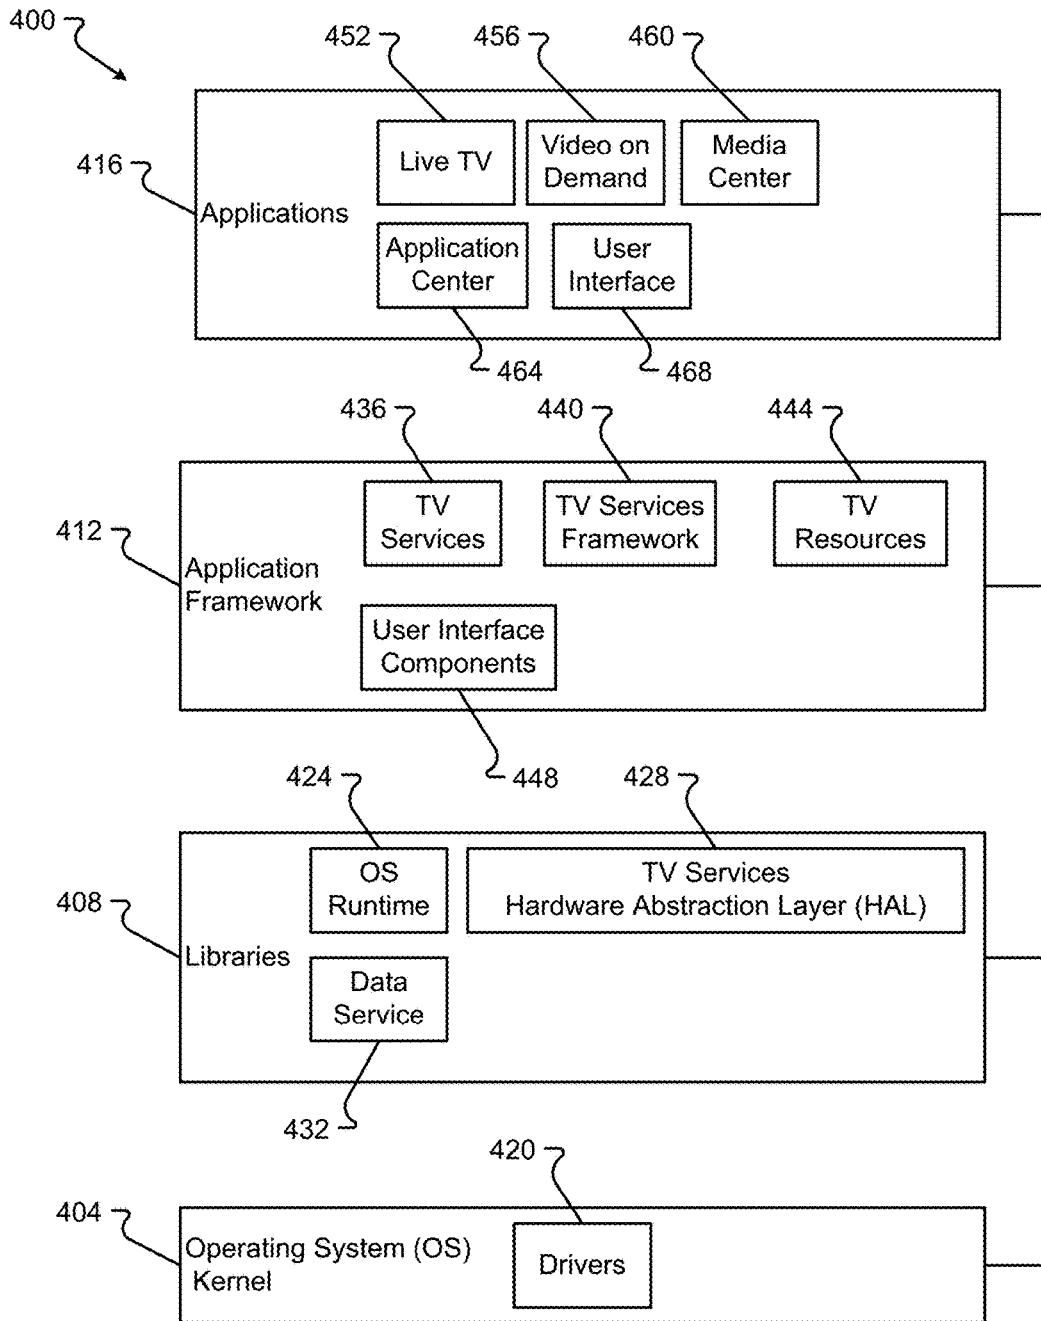 400
452
456
460
416
Applications
Live TV
Video on
Demand
Media
Center
Application
Center
User
Interface
464
468
436
440
444
412
Application
Framework
TV
Services
TV Services
Framework
TV
Resources
User Interface
Components
448
424
428
408
Libraries
OS
Runtime
TV Services
Hardware Abstraction Layer (HAL)
Data
Service
432
420
404
Operating System (OS)
Kernel
Drivers